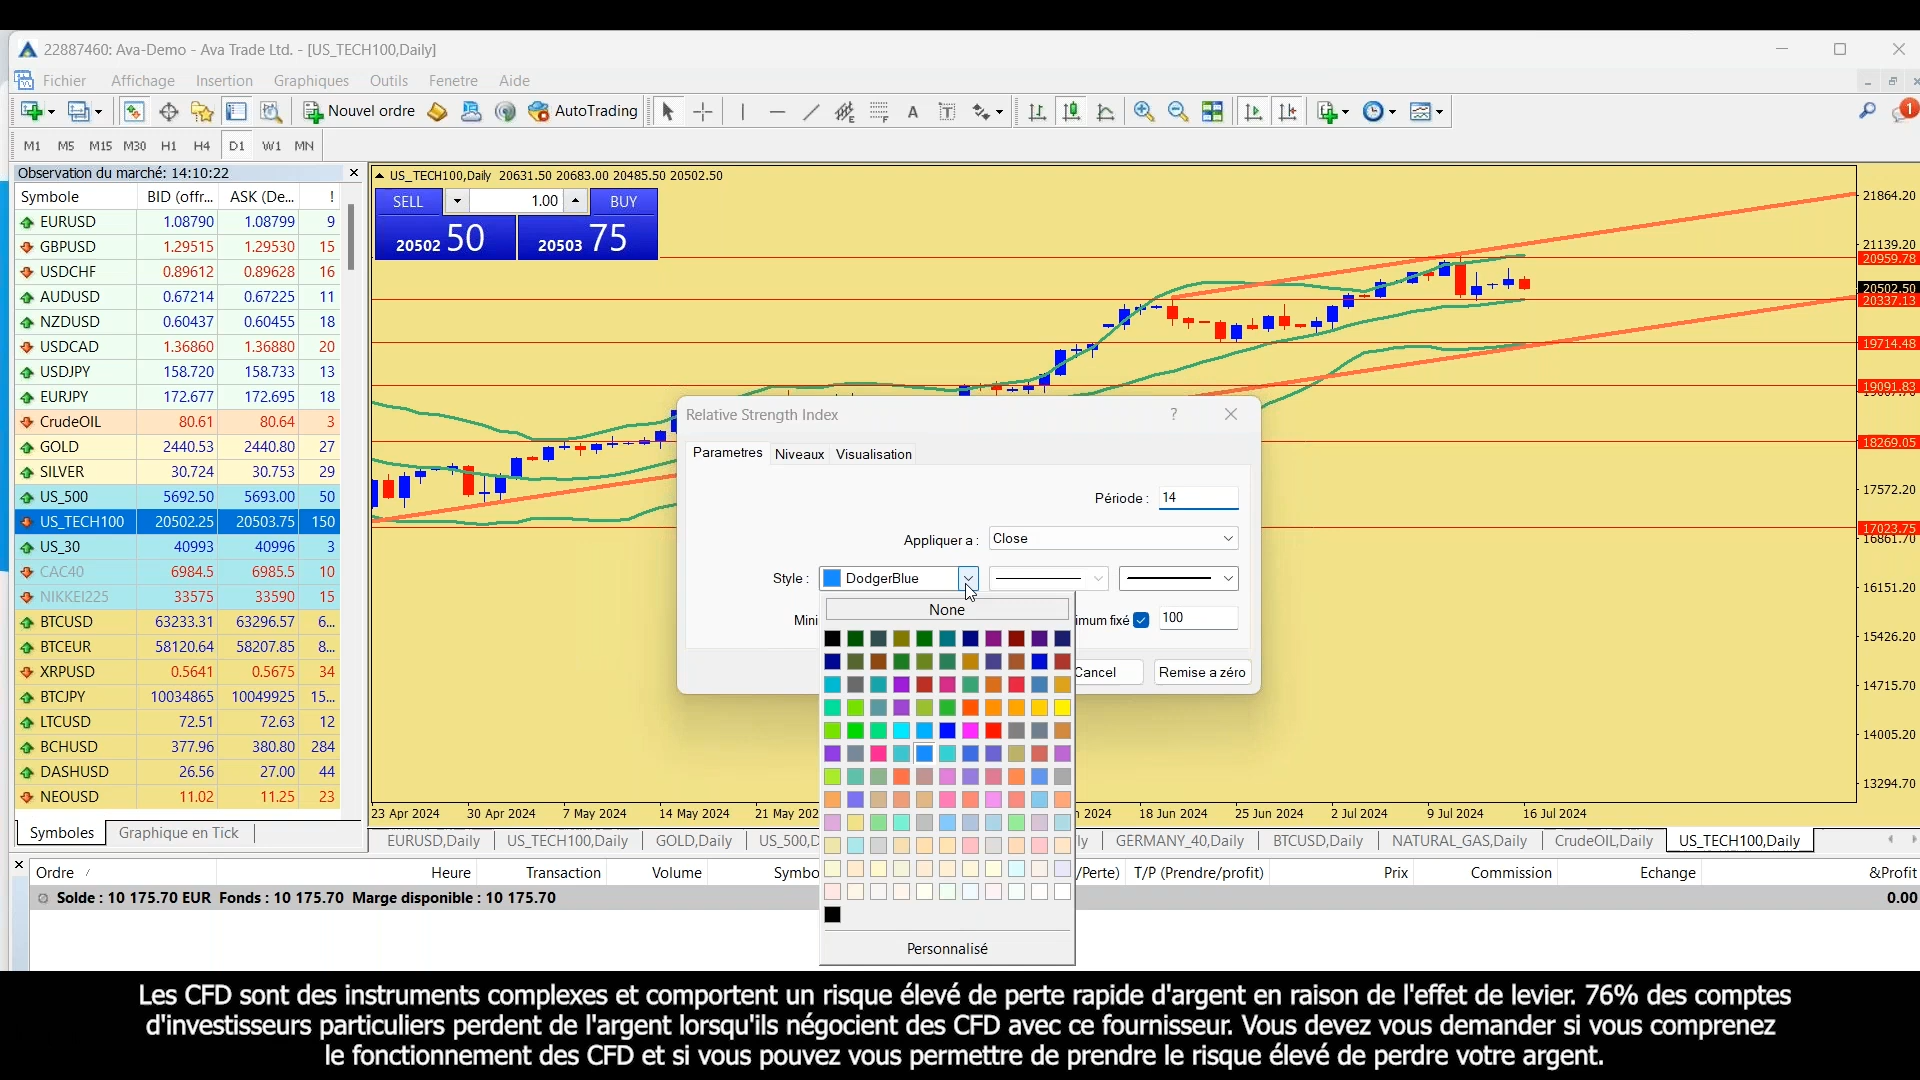 22887460: Ava-Demo - Ava Trade Ltd. - [US_TECH100,Daily]
Fichier Affichage Insertion Graphiques Outils Fenetre Aide
Nouvel ordre AutoTrading
M1 M5 M15 M30 H1 H4 D1 W1 MN
Observation du marché: 14:10:22
Symbole BID (offr... ASK (De... !
EURUSD 1.08790 1.08799 9
GBPUSD 1.29515 1.29530 15
USDCHF 0.89612 0.89628 16
AUDUSD 0.67214 0.67225 11
NZDUSD 0.60437 0.60455 18
USDCAD 1.36860 1.36880 20
USDJPY 158.720 158.733 13
EURJPY 172.677 172.695 18
CrudeOIL 80.61 80.64 3
GOLD 2440.53 2440.80 27
SILVER 30.724 30.753 29
US_500 5692.50 5693.00 50
US_TECH100 20502.25 20503.75 150
US_30 40993 40996 3
CAC40 6984.5 6985.5 10
NIKKEI225 33575 33590 15
BTCUSD 63233.31 63296.57 6...
BTCEUR 58120.64 58207.85 8...
XRPUSD 0.5641 0.5675 34
BTCJPY 10034865 10049925 15...
LTCUSD 72.51 72.63 12
BCHUSD 377.96 380.80 284
DASHUSD 26.56 27.00 44
NEOUSD 11.02 11.25 23
Symboles Graphique en Tick
US_TECH100,Daily 20631.50 20683.00 20485.50 20502.50
SELL 1.00 BUY
20502 50 20503 75
21864.20
21139.20
20959.78
20502.50
20337.13
19714.48
19091.83
18269.05
17572.20
17023.75
16861.70
16151.20
15426.20
14715.70
14005.20
13294.70
Relative Strength Index ?
Parametres Niveaux Visualisation
Période : 14
Appliquer a : Close
Style : DodgerBlue
None
Mini imum fixé 100
Cancel Remise a zéro
Personnalisé
23 Apr 2024 30 Apr 2024 7 May 2024 14 May 2024 21 May 202 n 2024 18 Jun 2024 25 Jun 2024 2 Jul 2024 9 Jul 2024 16 Jul 2024
EURUSD,Daily US_TECH100,Daily GOLD,Daily US_500,D ly GERMANY_40,Daily BTCUSD,Daily NATURAL_GAS,Daily CrudeOIL,Daily US_TECH100,Daily
Ordre / Heure Transaction Volume Symbo /Perte) T/P (Prendre/profit) Prix Commission Echange &Profit
Solde : 10 175.70 EUR Fonds : 10 175.70 Marge disponible : 10 175.70 0.00
Les CFD sont des instruments complexes et comportent un risque élevé de perte rapide d'argent en raison de l'effet de levier. 76% des comptes
d'investisseurs particuliers perdent de l'argent lorsqu'ils négocient des CFD avec ce fournisseur. Vous devez vous demander si vous comprenez
le fonctionnement des CFD et si vous pouvez vous permettre de prendre le risque élevé de perdre votre argent.